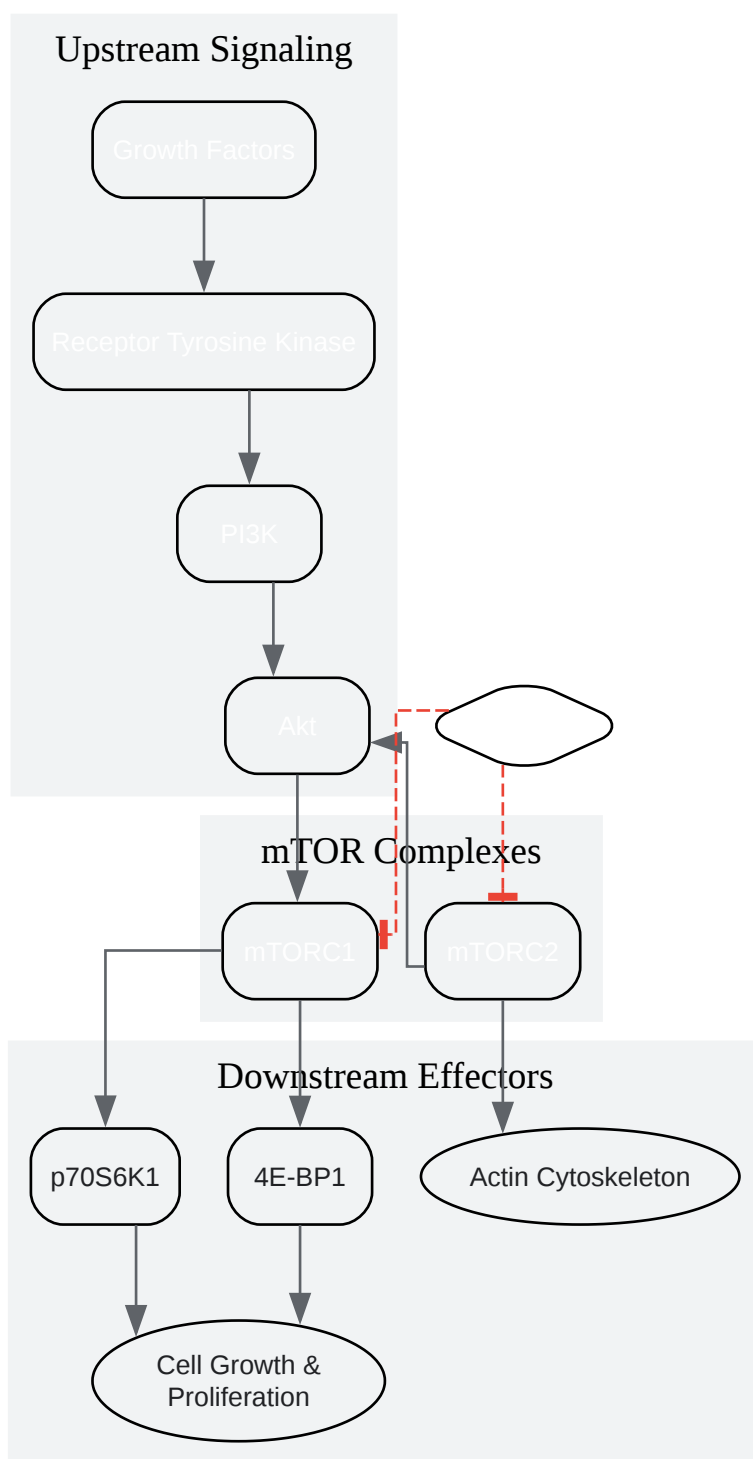 Upstream Signaling
Growth Factors
Receptor Tyrosine Kinase
PI3K
Akt
mTOR Complexes
mTORC1
mTORC2
Downstream Effectors
p70S6K1
4E-BP1
Actin Cytoskeleton
Cell Growth &
Proliferation